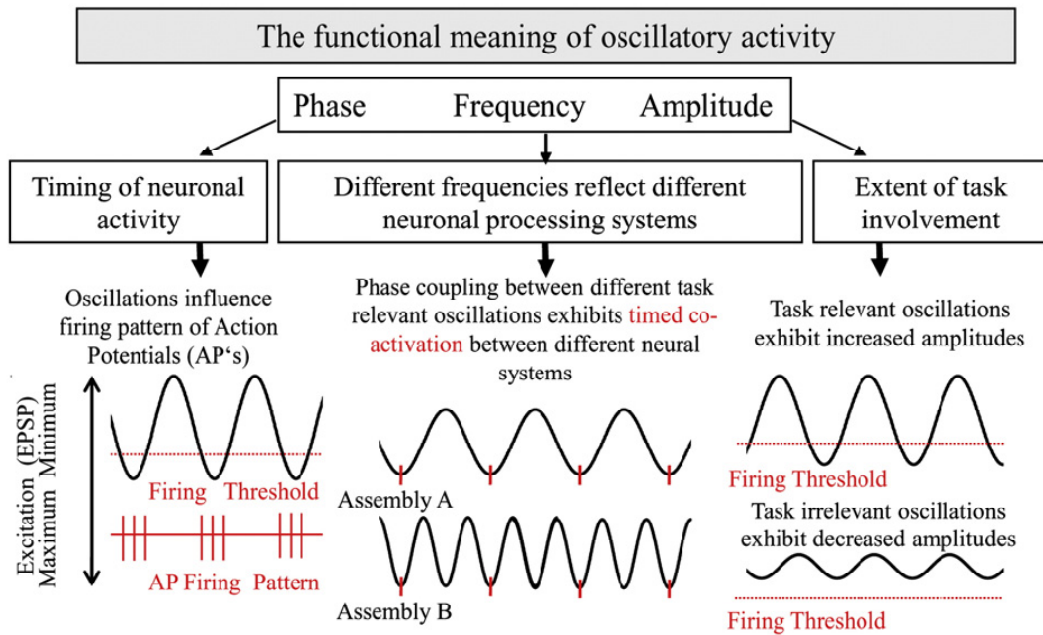 The functional meaning of oscillatory activity
Phase Frequency Amplitude
Timing of neuronal
activity
Different frequencies reflect different
neuronal processing systems
Extent of task
involvement
Oscillations influence
firing pattern of Action
Potentials (AP‘s)
Excitation (EPSP)
Maximum Minimum
Firing Threshold
AP Firing Pattern
Phase coupling between different task
relevant oscillations exhibits timed co-
activation between different neural
systems
Assembly A
Assembly B
Task relevant oscillations
exhibit increased amplitudes
Firing Threshold
Task irrelevant oscillations
exhibit decreased amplitudes
Firing Threshold